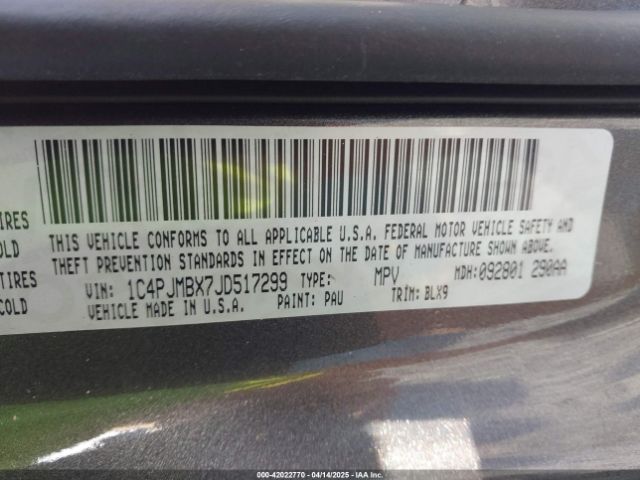 IRES
OLD
COLD
THIS VEHICLE CONFORMS TO ALL APPLICABLE U.S.A. FEDERAL MOTOR VEHICLE SAFETY AND
THEFT PREVENTION STANDARDS IN EFFECT ON THE DATE OF MANUFACTURE SHOWN ABOVE.
VIN: 1C4PJMBX7JD517299 TYPE: MPV MDH:092801 290AA
VEHICLE MADE IN U.S.A. PAINT: PAU TRIM: BLX9
000-42022770 - 04/14/2025 - IAA Inc.